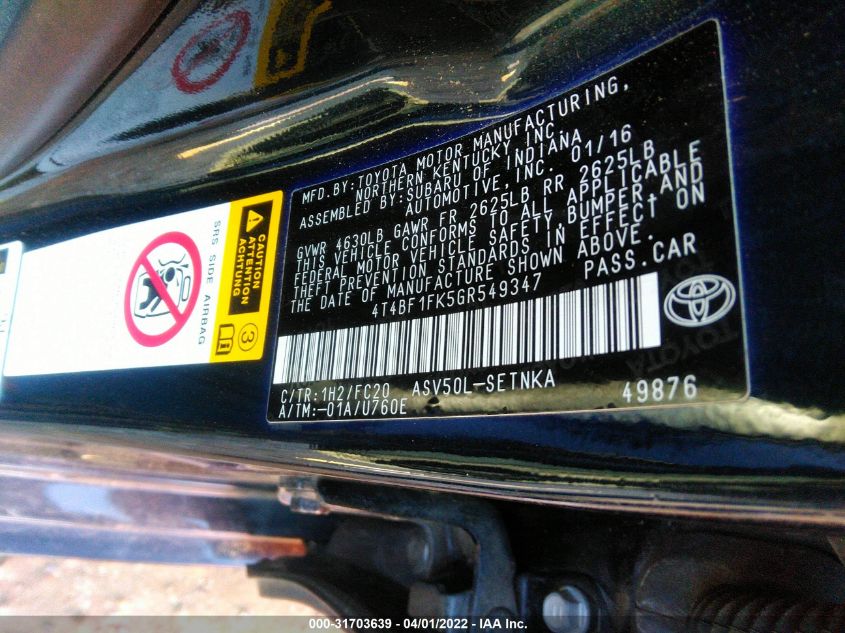 MFD. BY: TOYOTA MOTOR MANUFACTURING,
NORTHERN KENTUCKY, INC.
ASSEMBLED BY: SUBARU OF INDIANA
AUTOMOTIVE, INC. 01/16
GVWR 4630LB GAWR FR 2625LB RR 2625LB
THIS VEHICLE CONFORMS TO ALL APPLICABLE
FEDERAL MOTOR VEHICLE SAFETY, BUMPER, AND
THEFT PREVENTION STANDARDS IN EFFECT ON
THE DATE OF MANUFACTURE SHOWN ABOVE.
4T4BF1FK5GR549347 PASS.CAR
TOYOTA
C/TR: 1H2/FC20 ASV50L-SETNKA
A/TM:-01A/U760E 49876
CAUTION
ATTENTION
ACHTUNG
SRS SIDE AIRBAG
3
000-31703639 - 04/01/2022 - IAA Inc.